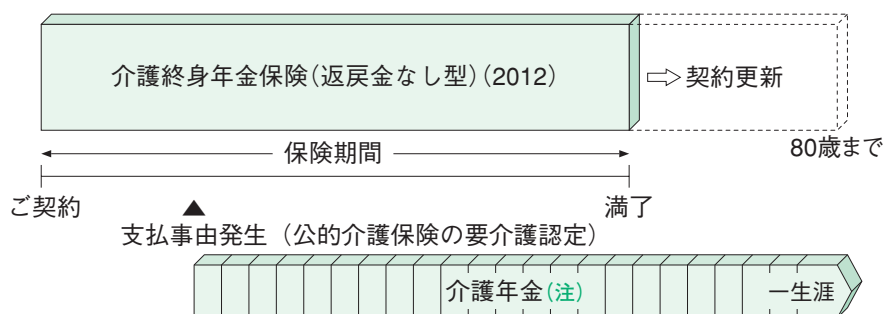 介護終身年金保険（返戻金なし型）（2012）
⇨契約更新
保険期間
80歳まで
ご契約
満了
▲
支払事由発生（公的介護保険の要介護認定）
介護年金（注）
一生涯